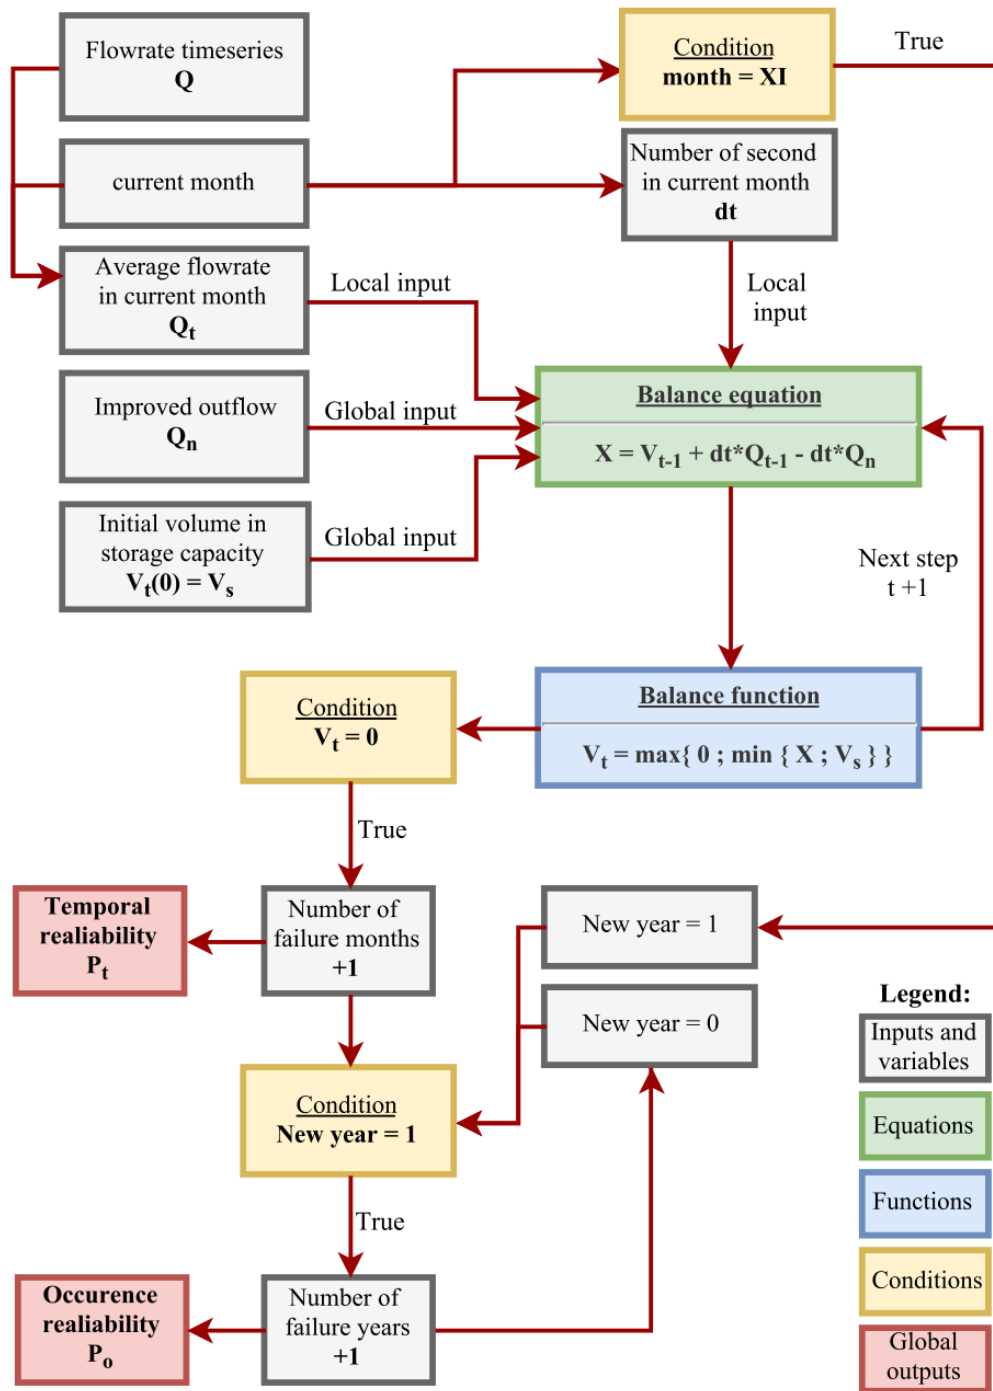 Flowrate timeseries
Q
Condition
month = XI
True
current month
Number of second
in current month
dt
Average flowrate
in current month
Qt
Local input
Local
input
Improved outflow
Qn
Global input
Balance equation
X = Vt-1 + dt*Qt-1 - dt*Qn
Initial volume in
storage capacity
Vt(0) = Vs
Global input
Next step
t +1
Condition
Vt = 0
Balance function
Vt = max{ 0 ; min { X ; Vs } }
True
Temporal
realiability
Pt
Number of
failure months
+1
New year = 1
New year = 0
Condition
New year = 1
True
Occurence
realiability
Po
Number of
failure years
+1
Legend:
Inputs and
variables
Equations
Functions
Conditions
Global
outputs